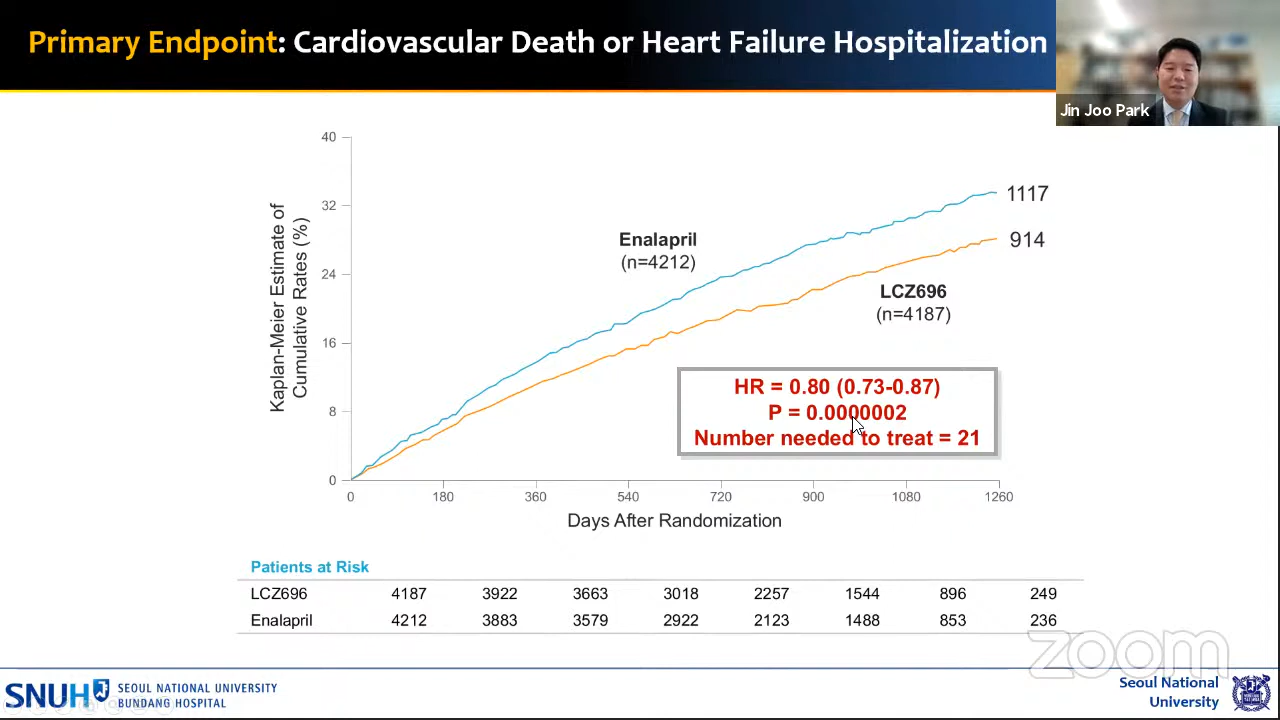 Primary Endpoint: Cardiovascular Death or Heart Failure Hospitalization
Jin Joo Park
40
32
24
16
8
0
Kaplan-Meier Estimate of
Cumulative Rates (%)
1117
Enalapril
(n=4212)
914
LCZ696
(n=4187)
HR = 0.80 (0.73-0.87)
P = 0.0000002
Number needed to treat = 21
0 180 360 540 720 900 1080 1260
Days After Randomization
Patients at Risk
LCZ696 4187 3922 3663 3018 2257 1544 896 249
Enalapril 4212 3883 3579 2922 2123 1488 853 236
zoom
SNUH SEOUL NATIONAL UNIVERSITY
BUNDANG HOSPITAL
Seoul National
University